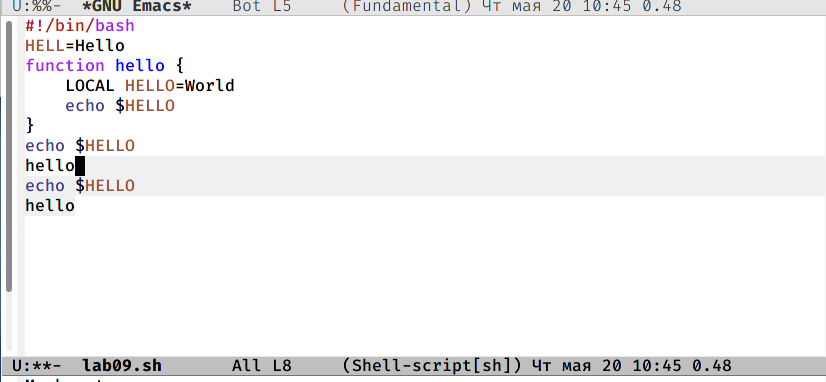 U:%%-  *GNU Emacs*    Bot L5     (Fundamental) Чт мая 20 10:45 0.48
#!/bin/bash
HELL=Hello
function hello {
    LOCAL HELLO=World
    echo $HELLO
}
echo $HELLO
hello
echo $HELLO
hello
U:**-  lab09.sh       All L8     (Shell-script[sh]) Чт мая 20 10:45 0.48